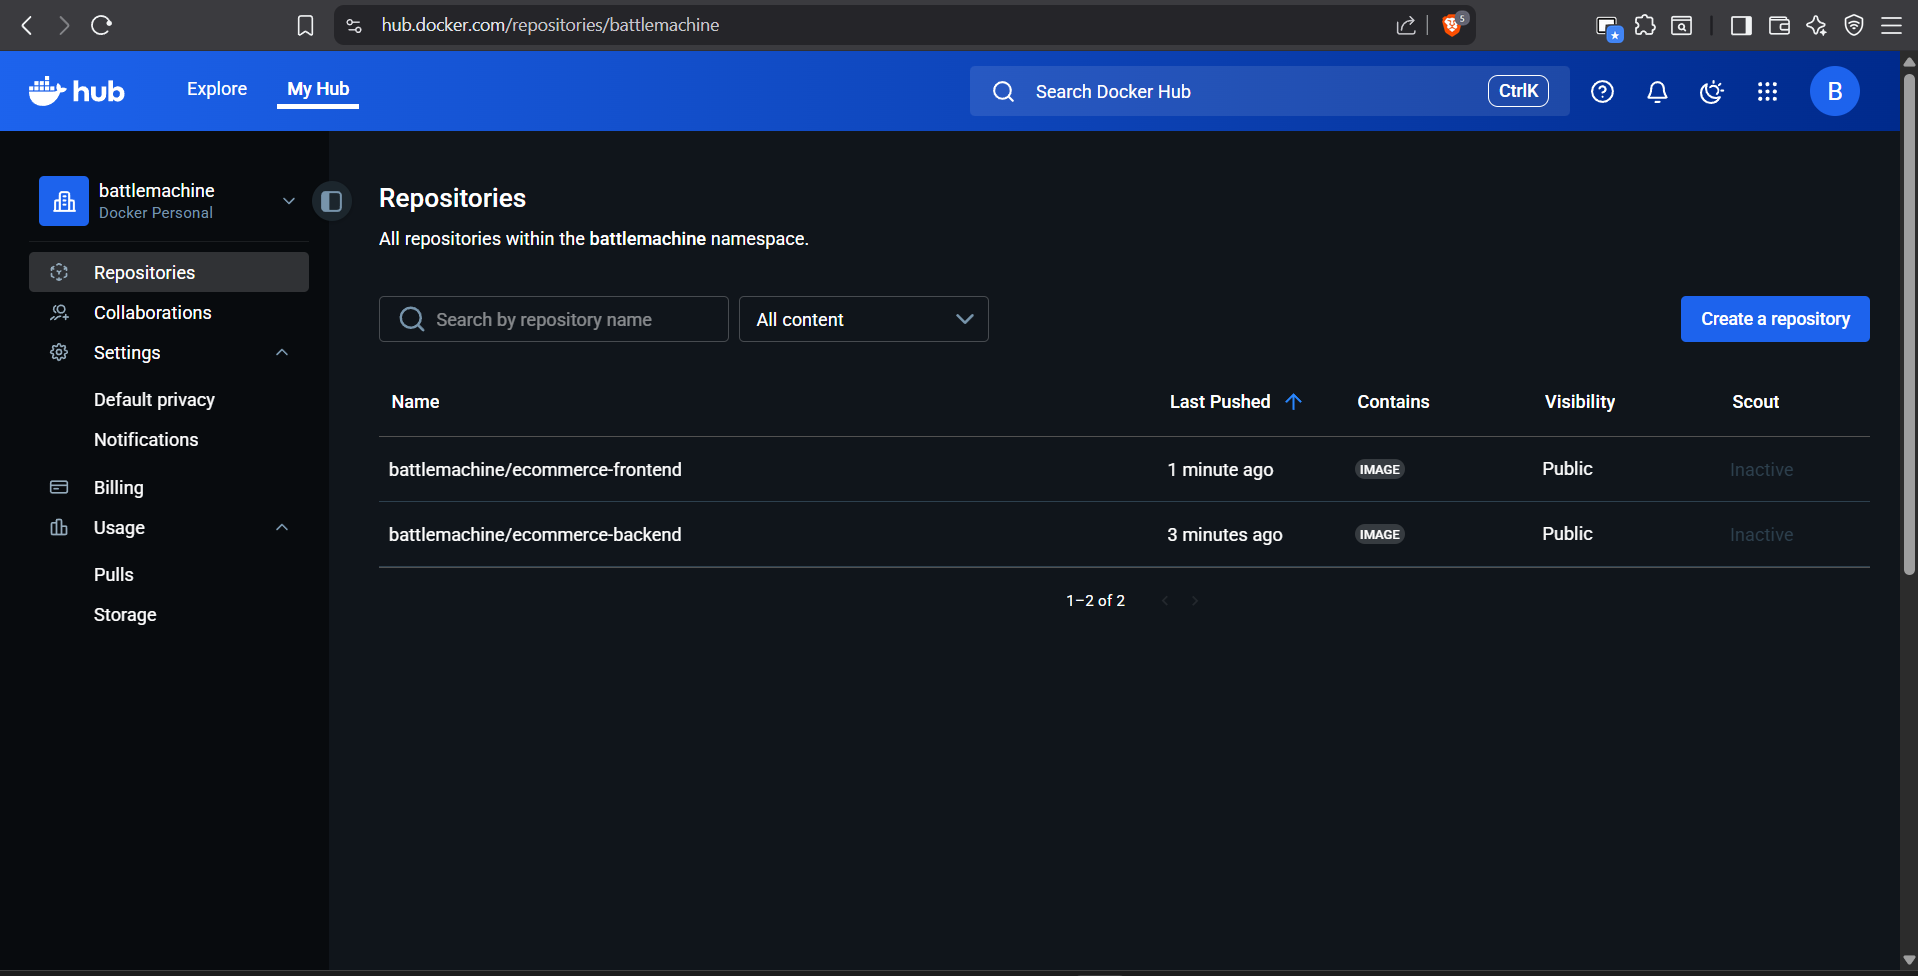 hub.docker.com/repositories/battlemachine
5
hub
Explore
My Hub
Search Docker Hub
CtrlK
B
battlemachine
Docker Personal
Repositories
Collaborations
Settings
Default privacy
Notifications
Billing
Usage
Pulls
Storage
Repositories
All repositories within the battlemachine namespace.
Search by repository name
All content
Create a repository
Name Last Pushed Contains Visibility Scout
battlemachine/ecommerce-frontend 1 minute ago IMAGE Public Inactive
battlemachine/ecommerce-backend 3 minutes ago IMAGE Public Inactive
1–2 of 2